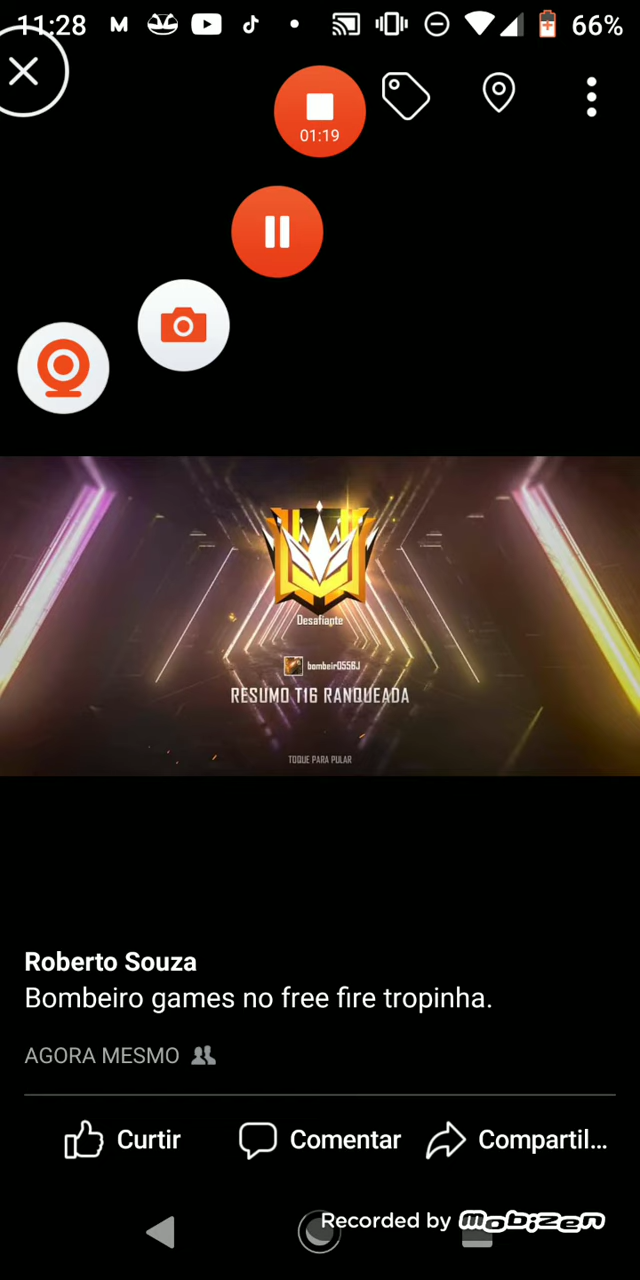 11:28
66%
01:19
Desafiante
bombeir0556J
RESUMO T16 RANQUEADA
TOQUE PARA PULAR
Roberto Souza
Bombeiro games no free fire tropinha.
AGORA MESMO
Curtir Comentar Compartil...
Recorded by mobizen